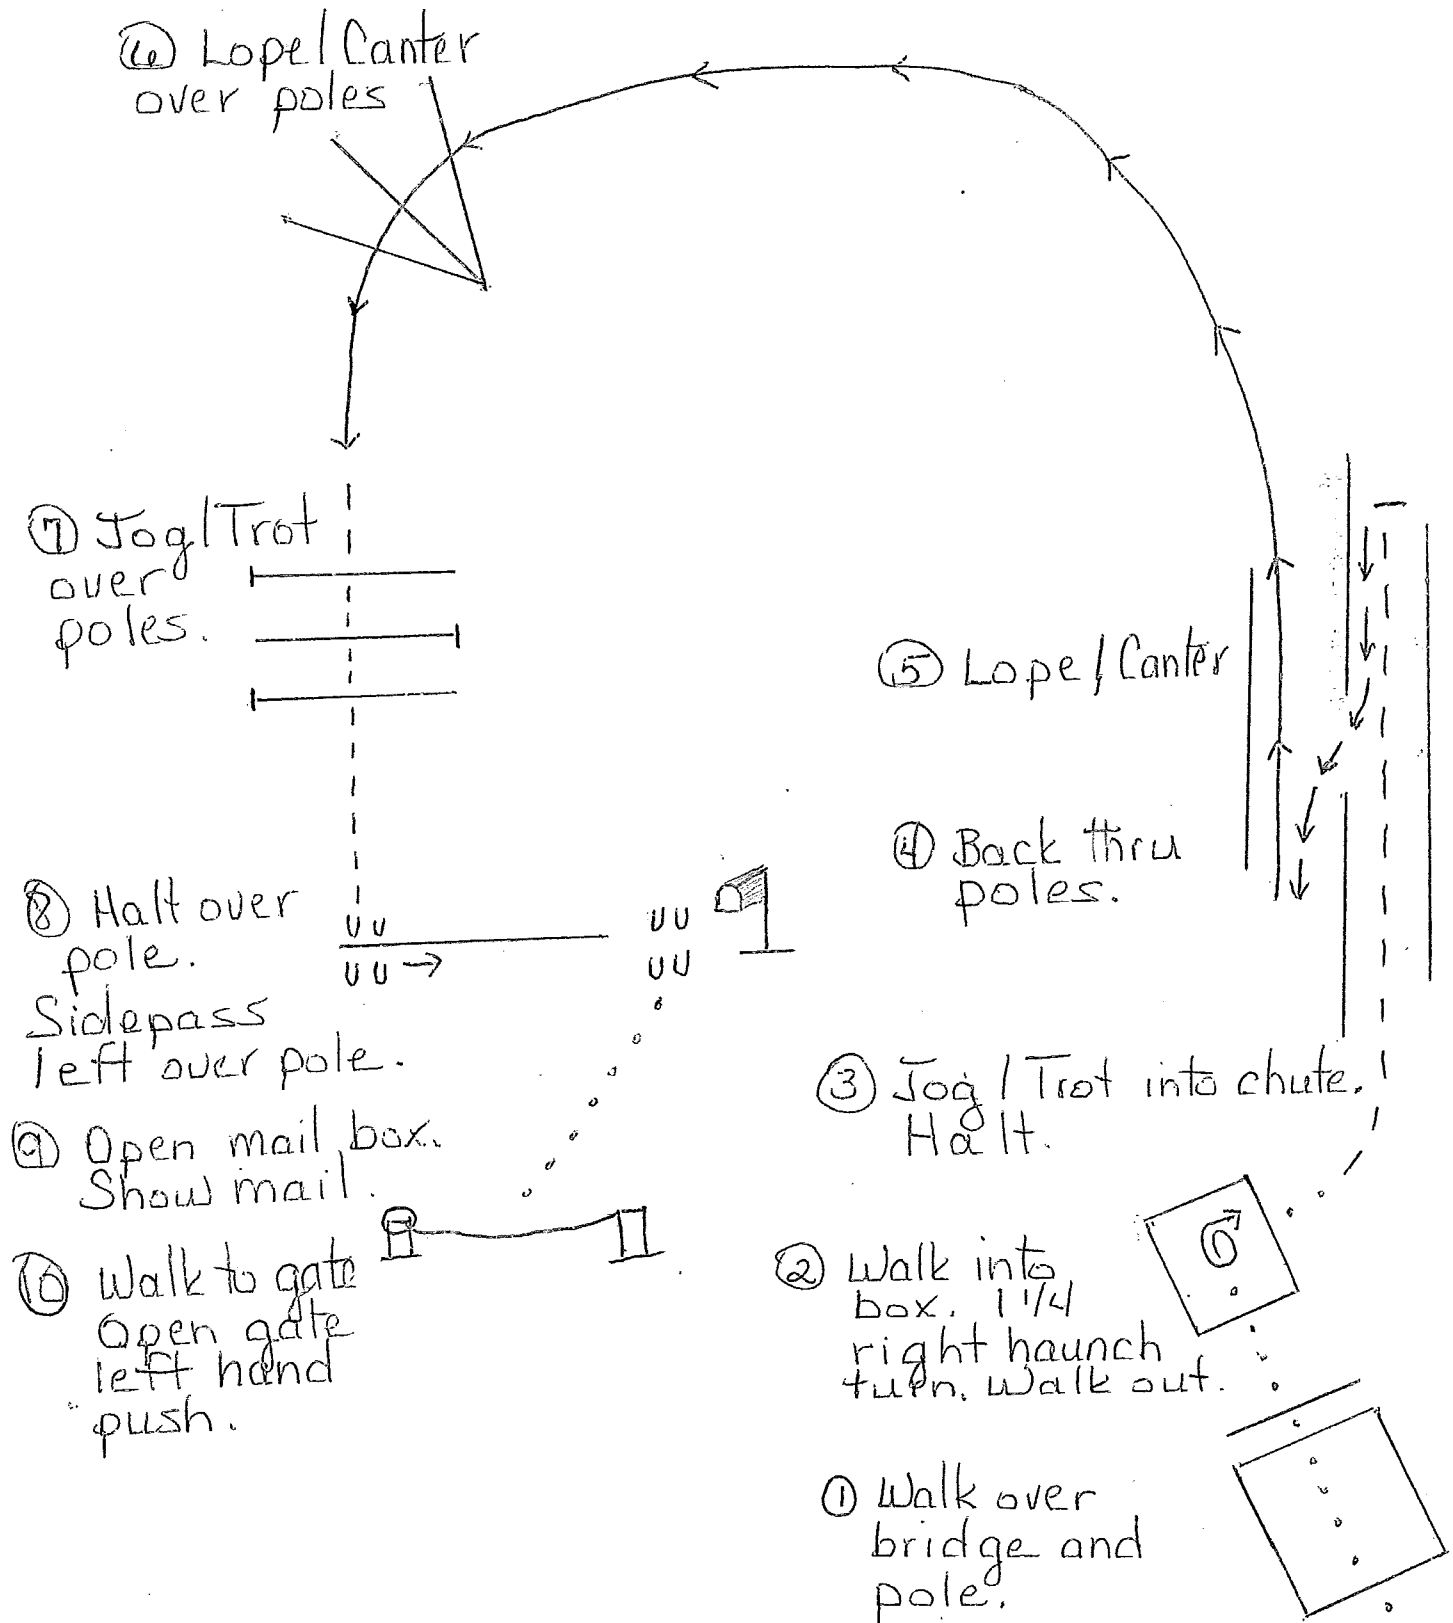 ⑥ Lope/Canter
over poles
⑦ Jog/Trot
over
poles.
⑤ Lope/Canter
④ Back thru
poles.
⑧ Halt over
pole.
Sidepass
left over pole.
③ Jog/Trot into chute.
Halt.
⑨ Open mail box.
Show mail.
② Walk into
box. 1 1/4
right haunch
turn. Walk out.
⑩ Walk to gate
Open gate
left hand
push.
① Walk over
bridge and
pole.